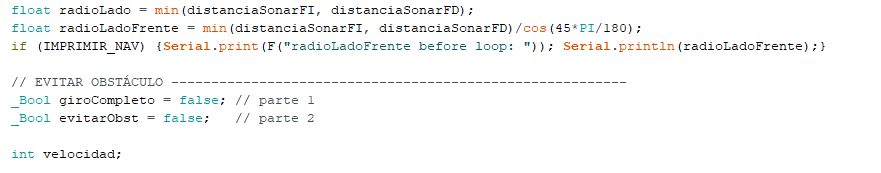 float radioLado = min(distanciaSonarFI, distanciaSonarFD);
float radioLadoFrente = min(distanciaSonarFI, distanciaSonarFD)/cos(45*PI/180);
if (IMPRIMIR_NAV) {Serial.print(F("radioLadoFrente before loop: ")); Serial.println(radioLadoFrente);}
// EVITAR OBSTÁCULO ---------------------------------------------------------
_Bool giroCompleto = false; // parte 1
_Bool evitarObst = false;   // parte 2
int velocidad;